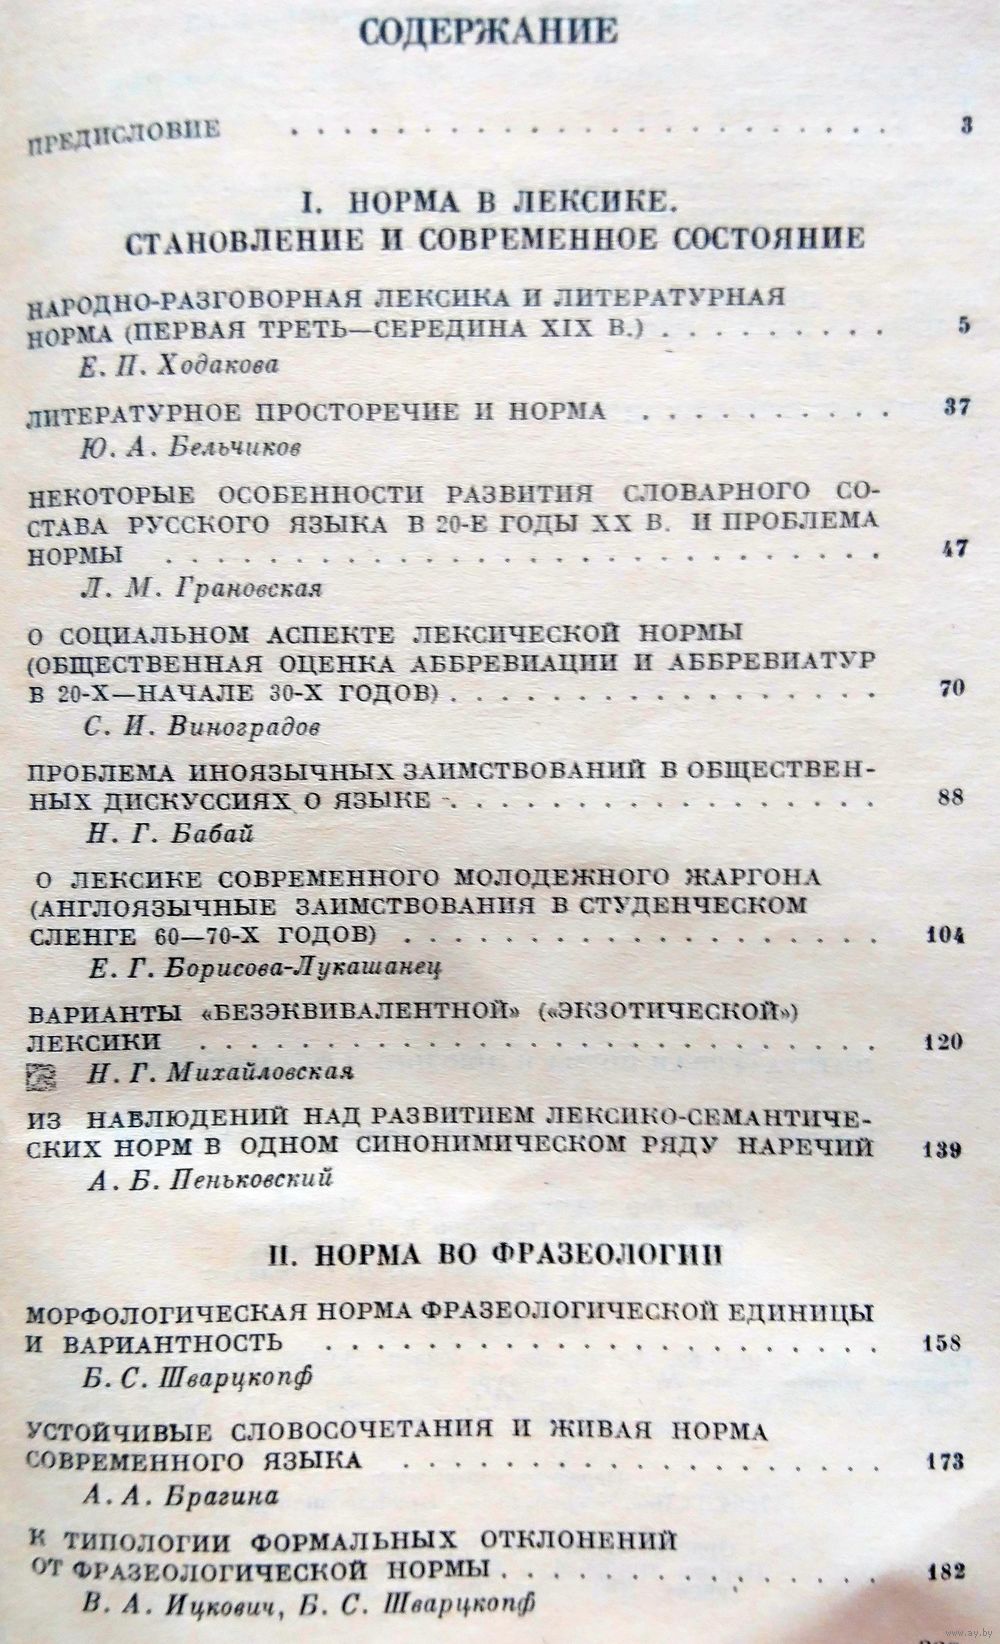 СОДЕРЖАНИЕ
ПРЕДИСЛОВИЕ . . . . . . . . . . . . . . . . . . . . . . 3
I. НОРМА В ЛЕКСИКЕ.
СТАНОВЛЕНИЕ И СОВРЕМЕННОЕ СОСТОЯНИЕ
НАРОДНО-РАЗГОВОРНАЯ ЛЕКСИКА И ЛИТЕРАТУРНАЯ
НОРМА (ПЕРВАЯ ТРЕТЬ—СЕРЕДИНА XIX В.) . . . . . . . . . 5
Е. П. Ходакова
ЛИТЕРАТУРНОЕ ПРОСТОРЕЧИЕ И НОРМА . . . . . . . . . . 37
Ю. А. Бельчиков
НЕКОТОРЫЕ ОСОБЕННОСТИ РАЗВИТИЯ СЛОВАРНОГО СО-
СТАВА РУССКОГО ЯЗЫКА В 20-Е ГОДЫ XX В. И ПРОБЛЕМА
НОРМЫ . . . . . . . . . . . . . . . . . . . . . . . . . . . 47
Л. М. Грановская
О СОЦИАЛЬНОМ АСПЕКТЕ ЛЕКСИЧЕСКОЙ НОРМЫ
(ОБЩЕСТВЕННАЯ ОЦЕНКА АББРЕВИАЦИИ И АББРЕВИАТУР
В 20-Х—НАЧАЛЕ 30-Х ГОДОВ) . . . . . . . . . . . . . . . . . 70
С. И. Виноградов
ПРОБЛЕМА ИНОЯЗЫЧНЫХ ЗАИМСТВОВАНИЙ В ОБЩЕСТВЕН-
НЫХ ДИСКУССИЯХ О ЯЗЫКЕ . . . . . . . . . . . . . . . . . 88
Н. Г. Бабай
О ЛЕКСИКЕ СОВРЕМЕННОГО МОЛОДЕЖНОГО ЖАРГОНА
(АНГЛОЯЗЫЧНЫЕ ЗАИМСТВОВАНИЯ В СТУДЕНЧЕСКОМ
СЛЕНГЕ 60—70-Х ГОДОВ) . . . . . . . . . . . . . . . . . . 104
Е. Г. Борисова-Лукашанец
ВАРИАНТЫ «БЕЗЭКВИВАЛЕНТНОЙ» («ЭКЗОТИЧЕСКОЙ»)
ЛЕКСИКИ . . . . . . . . . . . . . . . . . . . . . . . . . . 120
Н. Г. Михайловская
ИЗ НАБЛЮДЕНИЙ НАД РАЗВИТИЕМ ЛЕКСИКО-СЕМАНТИЧЕ-
СКИХ НОРМ В ОДНОМ СИНОНИМИЧЕСКОМ РЯДУ НАРЕЧИЙ 139
А. Б. Пеньковский
II. НОРМА ВО ФРАЗЕОЛОГИИ
МОРФОЛОГИЧЕСКАЯ НОРМА ФРАЗЕОЛОГИЧЕСКОЙ ЕДИНИЦЫ
И ВАРИАНТНОСТЬ . . . . . . . . . . . . . . . . . . . . . 158
Б. С. Шварцкопф
УСТОЙЧИВЫЕ СЛОВОСОЧЕТАНИЯ И ЖИВАЯ НОРМА
СОВРЕМЕННОГО ЯЗЫКА . . . . . . . . . . . . . . . . . . 173
А. А. Брагина
К ТИПОЛОГИИ ФОРМАЛЬНЫХ ОТКЛОНЕНИЙ
ОТ ФРАЗЕОЛОГИЧЕСКОЙ НОРМЫ . . . . . . . . . . . . . . . 182
В. А. Ицкович, Б. С. Шварцкопф
www.ay.by